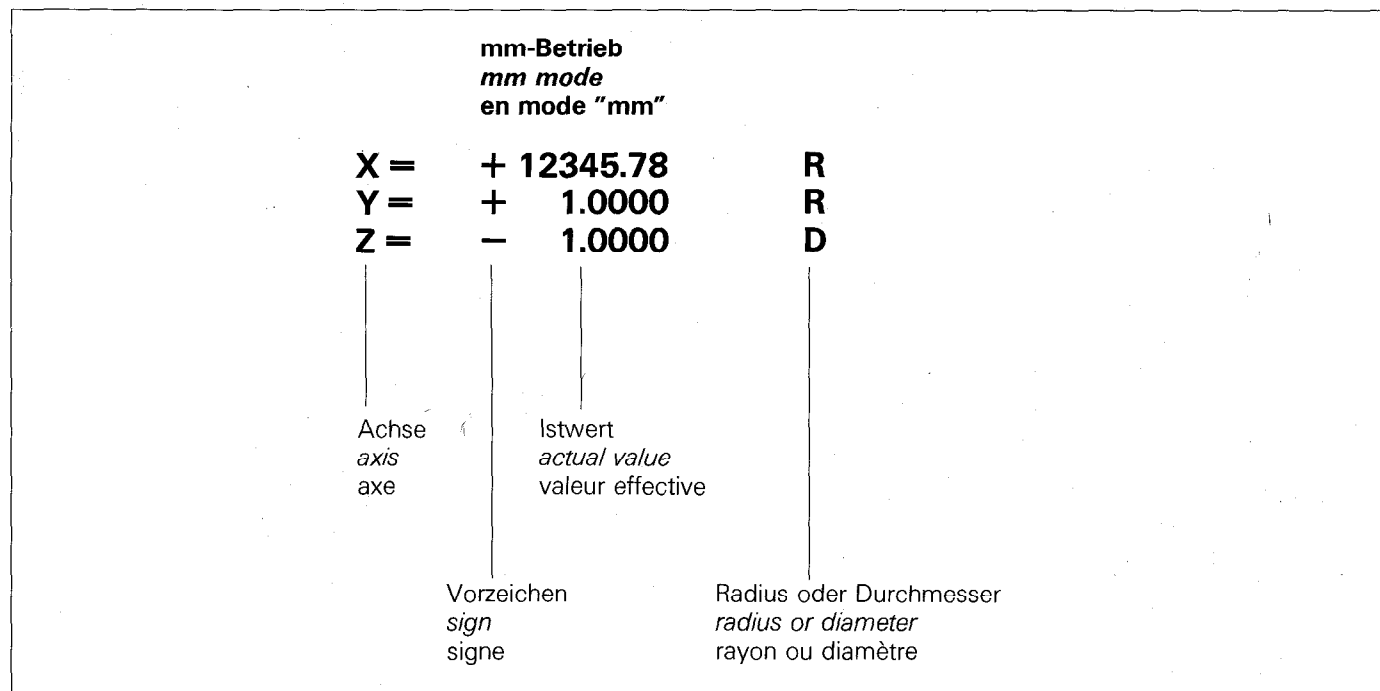 mm-Betrieb
mm mode
en mode "mm"
X = + 12345.78 R
Y = + 1.0000 R
Z = − 1.0000 D
Achse
axis
axe
Istwert
actual value
valeur effective
Vorzeichen
sign
signe
Radius oder Durchmesser
radius or diameter
rayon ou diamètre